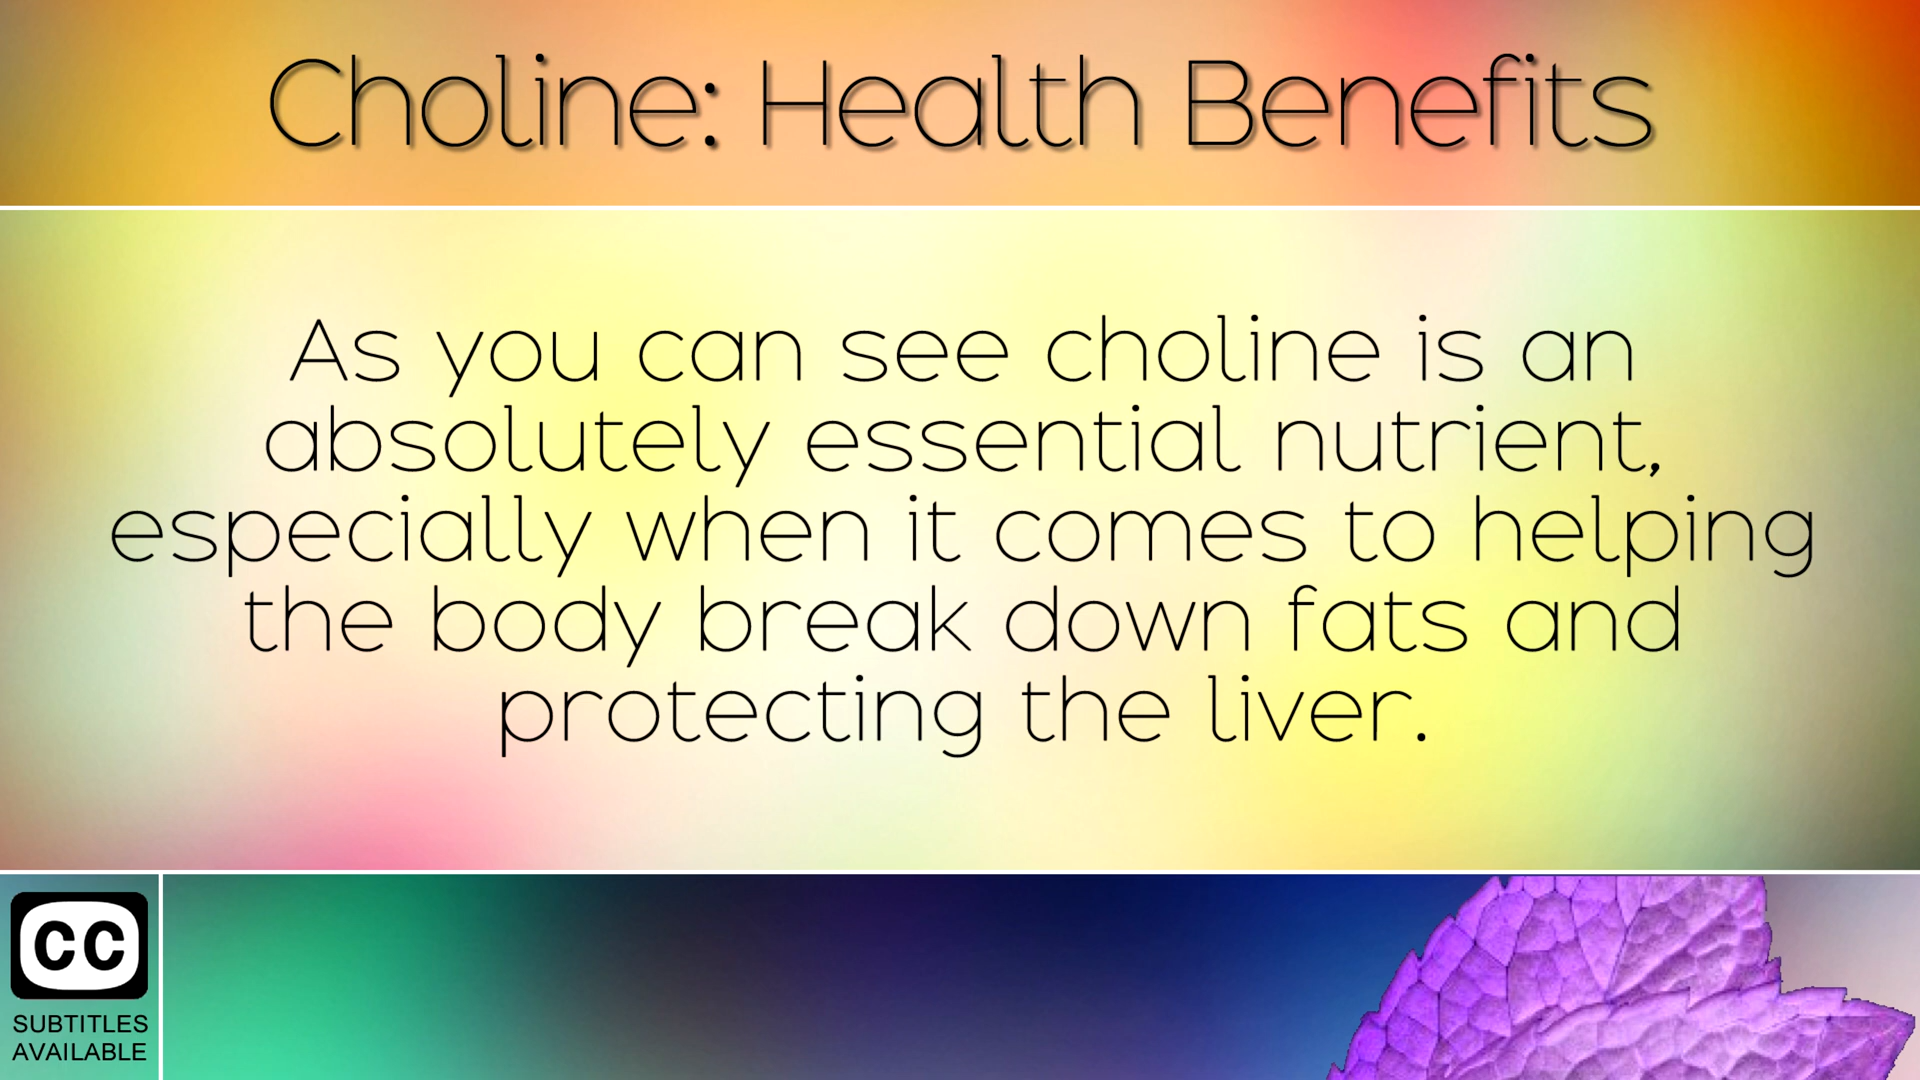 Choline: Health Benefits
As you can see choline is an
absolutely essential nutrient,
especially when it comes to helping
the body break down fats and
protecting the liver.
CC
SUBTITLES
AVAILABLE